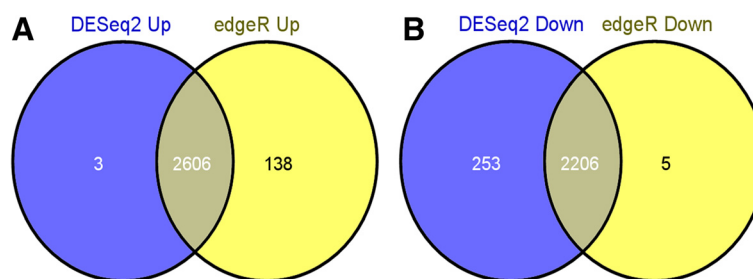 A DESeq2 Up edgeR Up
3 2606 138
B DESeq2 Down edgeR Down
253 2206 5